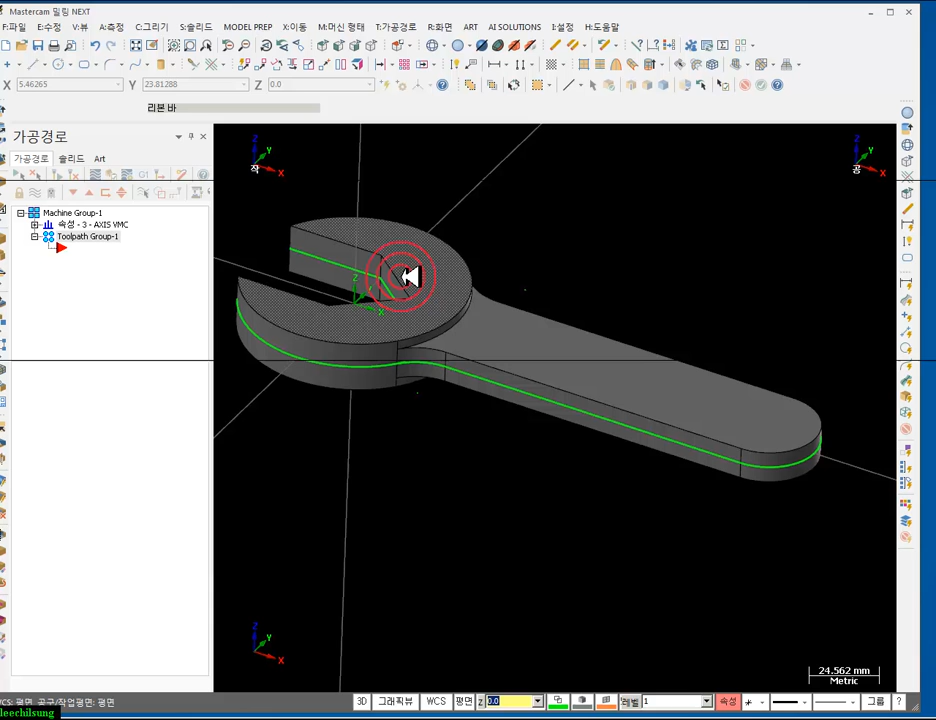 Mastercam 밀링 NEXT
F:파일 E:수정 V:뷰 A:측정 C:그리기 S:솔리드 MODEL PREP X:이동 M:머신 형태 T:가공경로 R:화면 ART AI SOLUTIONS I:설정 H:도움말
X 5.46265 Y 23.81288 Z 0.0
리본 바
가공경로
가공경로 솔리드 Art
G1
Machine Group-1
속성 - 3 - AXIS VMC
Toolpath Group-1
Z Y X 작
Z Y X 공
Z X
Z Y X
24.562 mm
Metric
WCS: 평면 공구/작업평면: 평면
3D 그래픽뷰 WCS 평면 Z 0.0 레벨 1 속성 그룹 ?
leechilsung